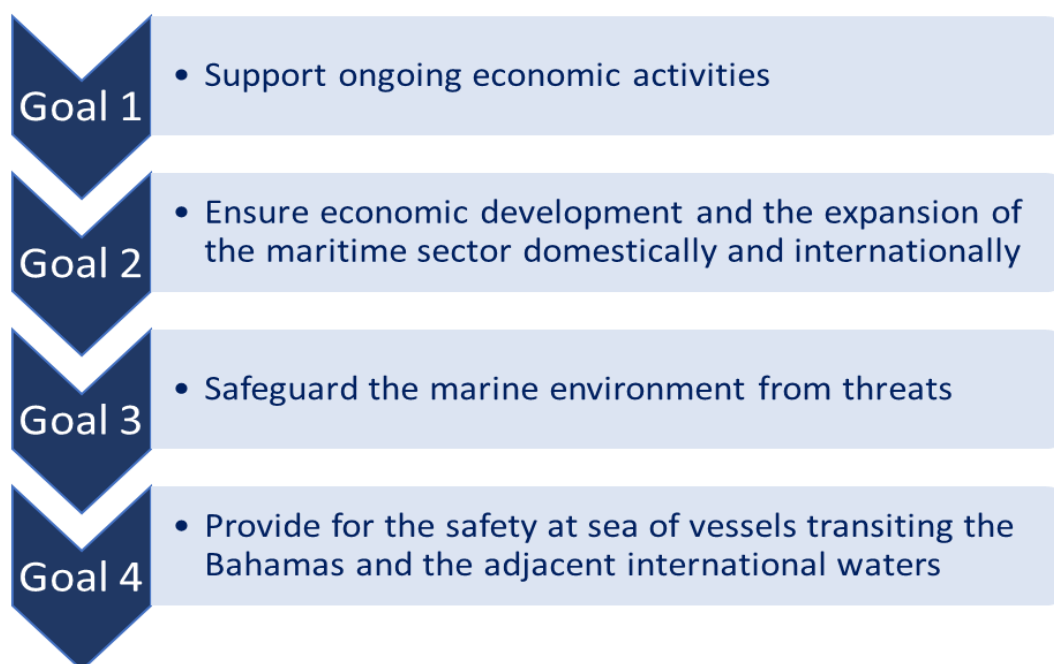 Goal 1
• Support ongoing economic activities
Goal 2
• Ensure economic development and the expansion of
the maritime sector domestically and internationally
Goal 3
• Safeguard the marine environment from threats
Goal 4
• Provide for the safety at sea of vessels transiting the
Bahamas and the adjacent international waters